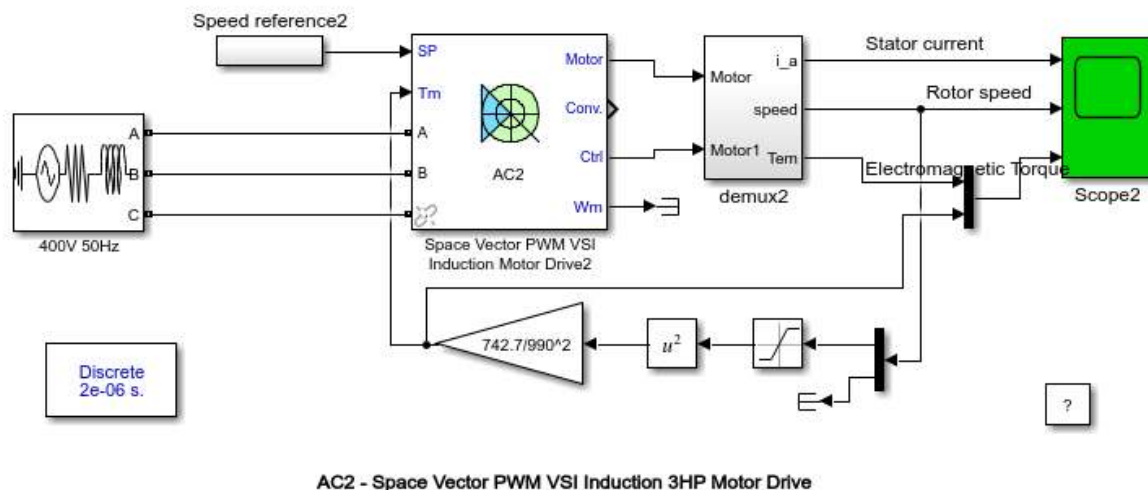 Speed reference2
SP
Tm
A
B
C
400V 50Hz
A
B
Motor
Conv.
Ctrl
Wm
AC2
Space Vector PWM VSI
Induction Motor Drive2
Motor
Motor1
i_a
speed
Tem
demux2
Stator current
Rotor speed
Electromagnetic Torque
Scope2
742.7/990^2
u²
Discrete
2e-06 s.
?
AC2 - Space Vector PWM VSI Induction 3HP Motor Drive